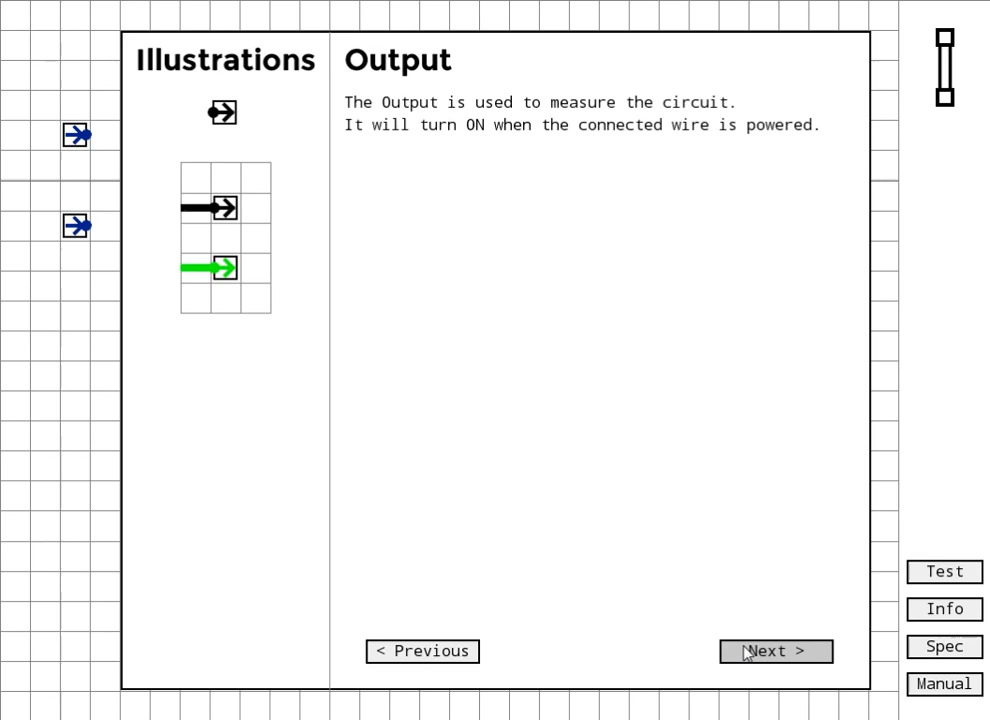 Illustrations
Output
The Output is used to measure the circuit.
It will turn ON when the connected wire is powered.
< Previous
Next >
Test
Info
Spec
Manual